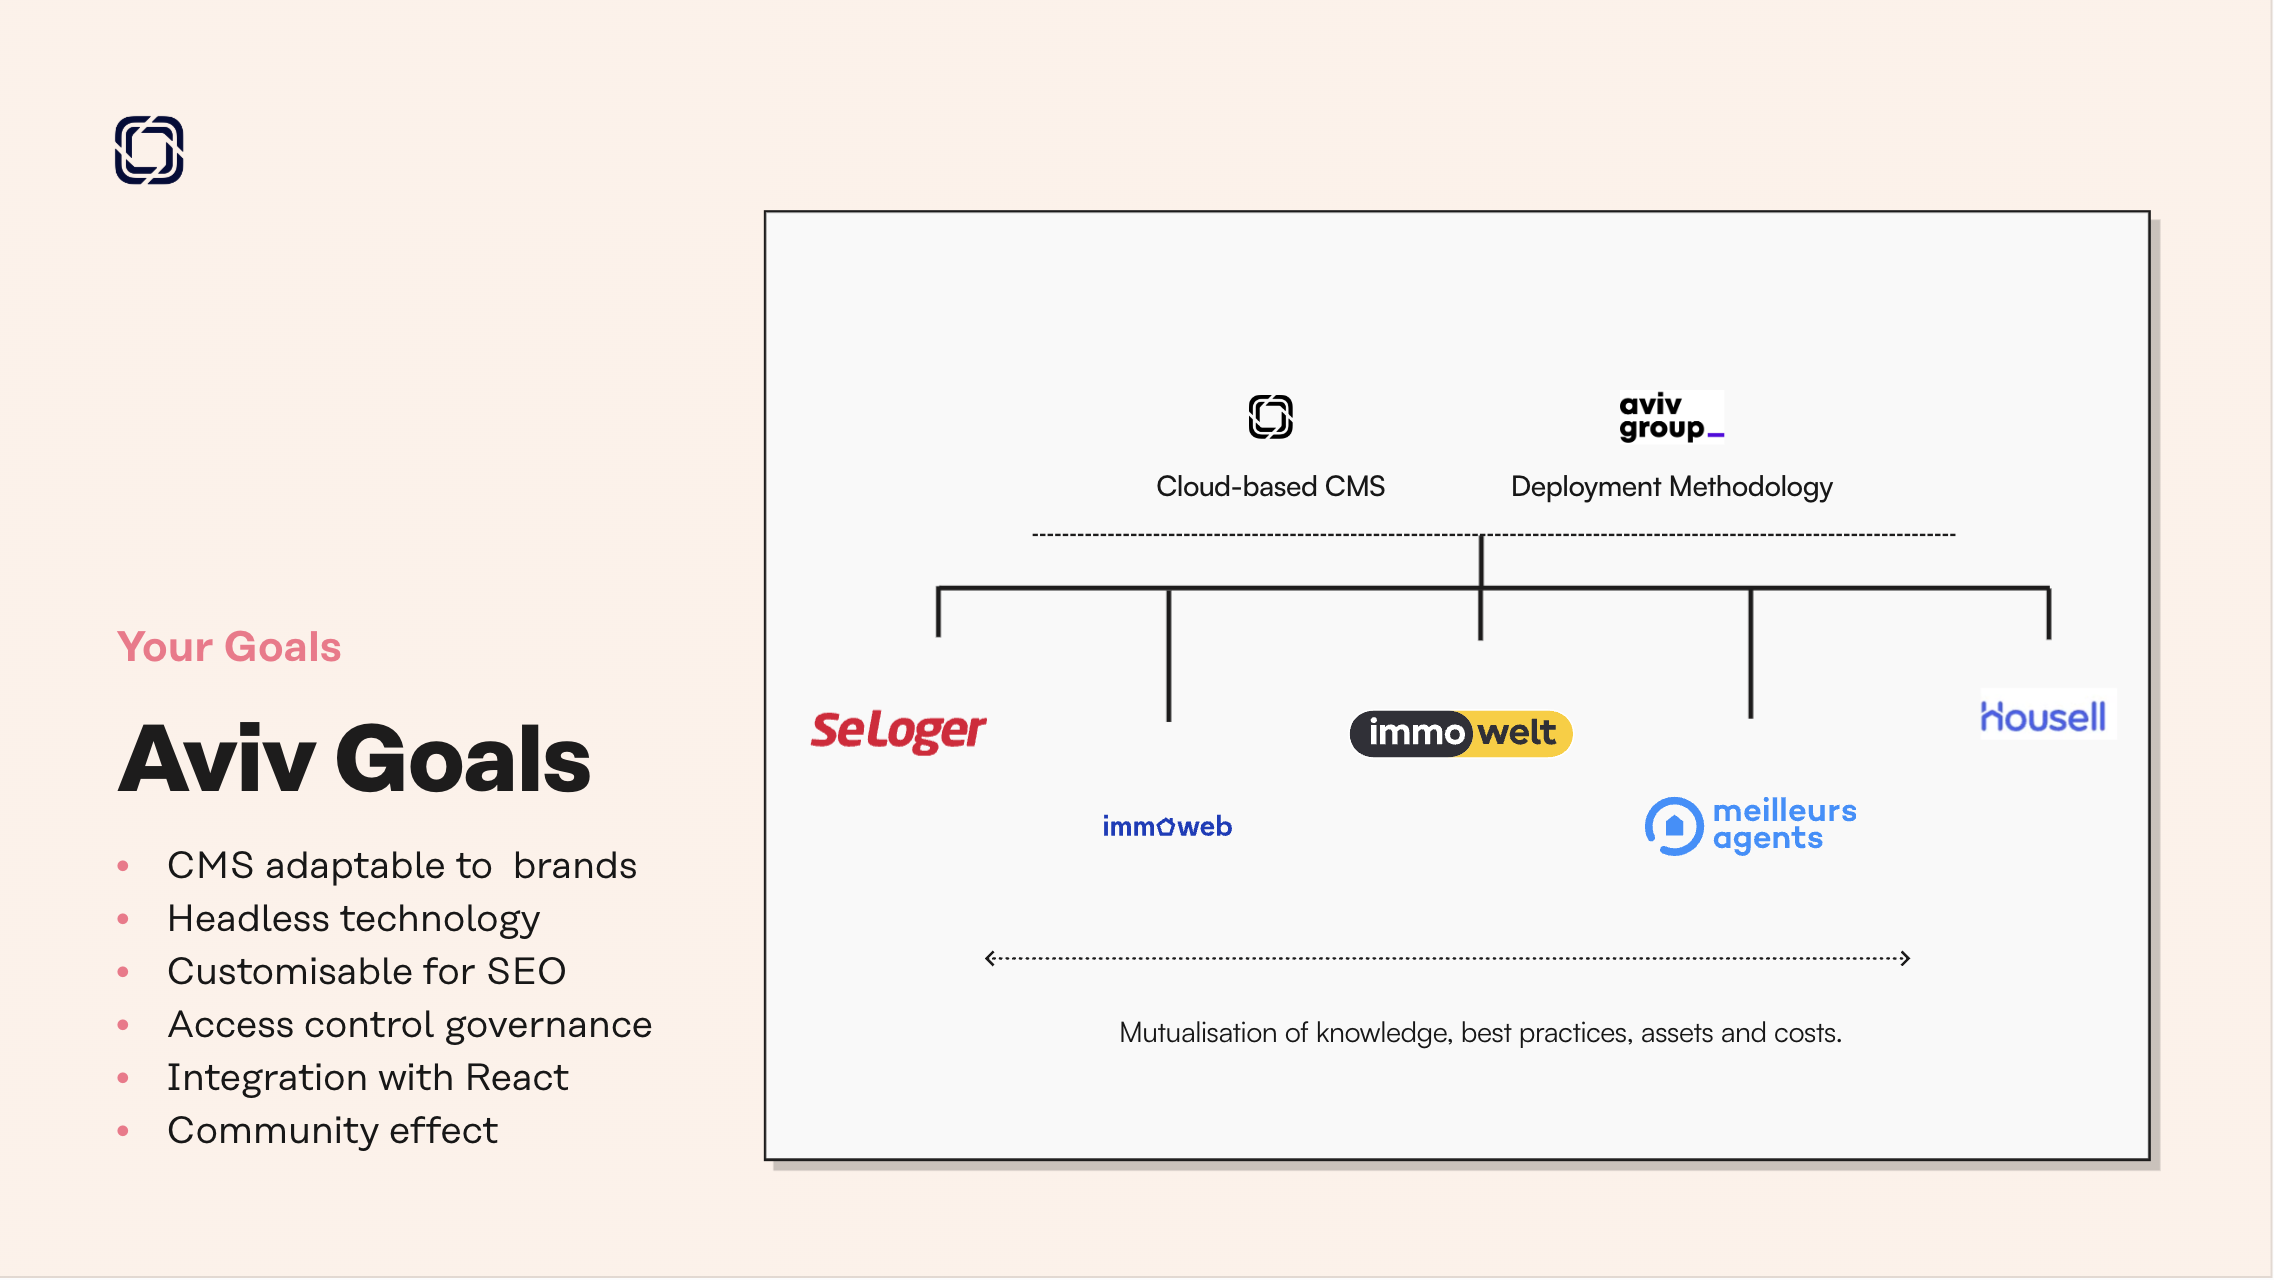 Your Goals
Aviv Goals
• CMS adaptable to  brands
• Headless technology
• Customisable for SEO
• Access control governance
• Integration with React
• Community effect
aviv
group_
Cloud-based CMS
Deployment Methodology
SeLoger
immowelt
Housell
immoweb
meilleurs
agents
Mutualisation of knowledge, best practices, assets and costs.